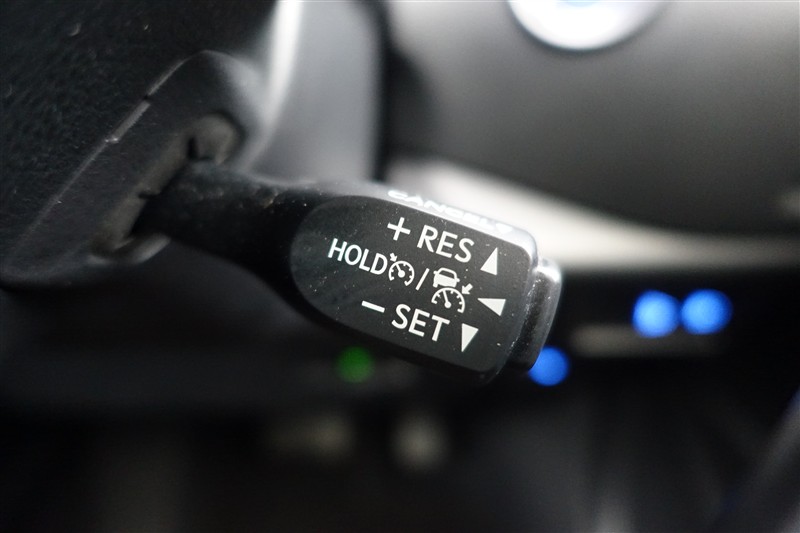 CANCEL
+ RES ▲
HOLD / ◀
− SET ▼